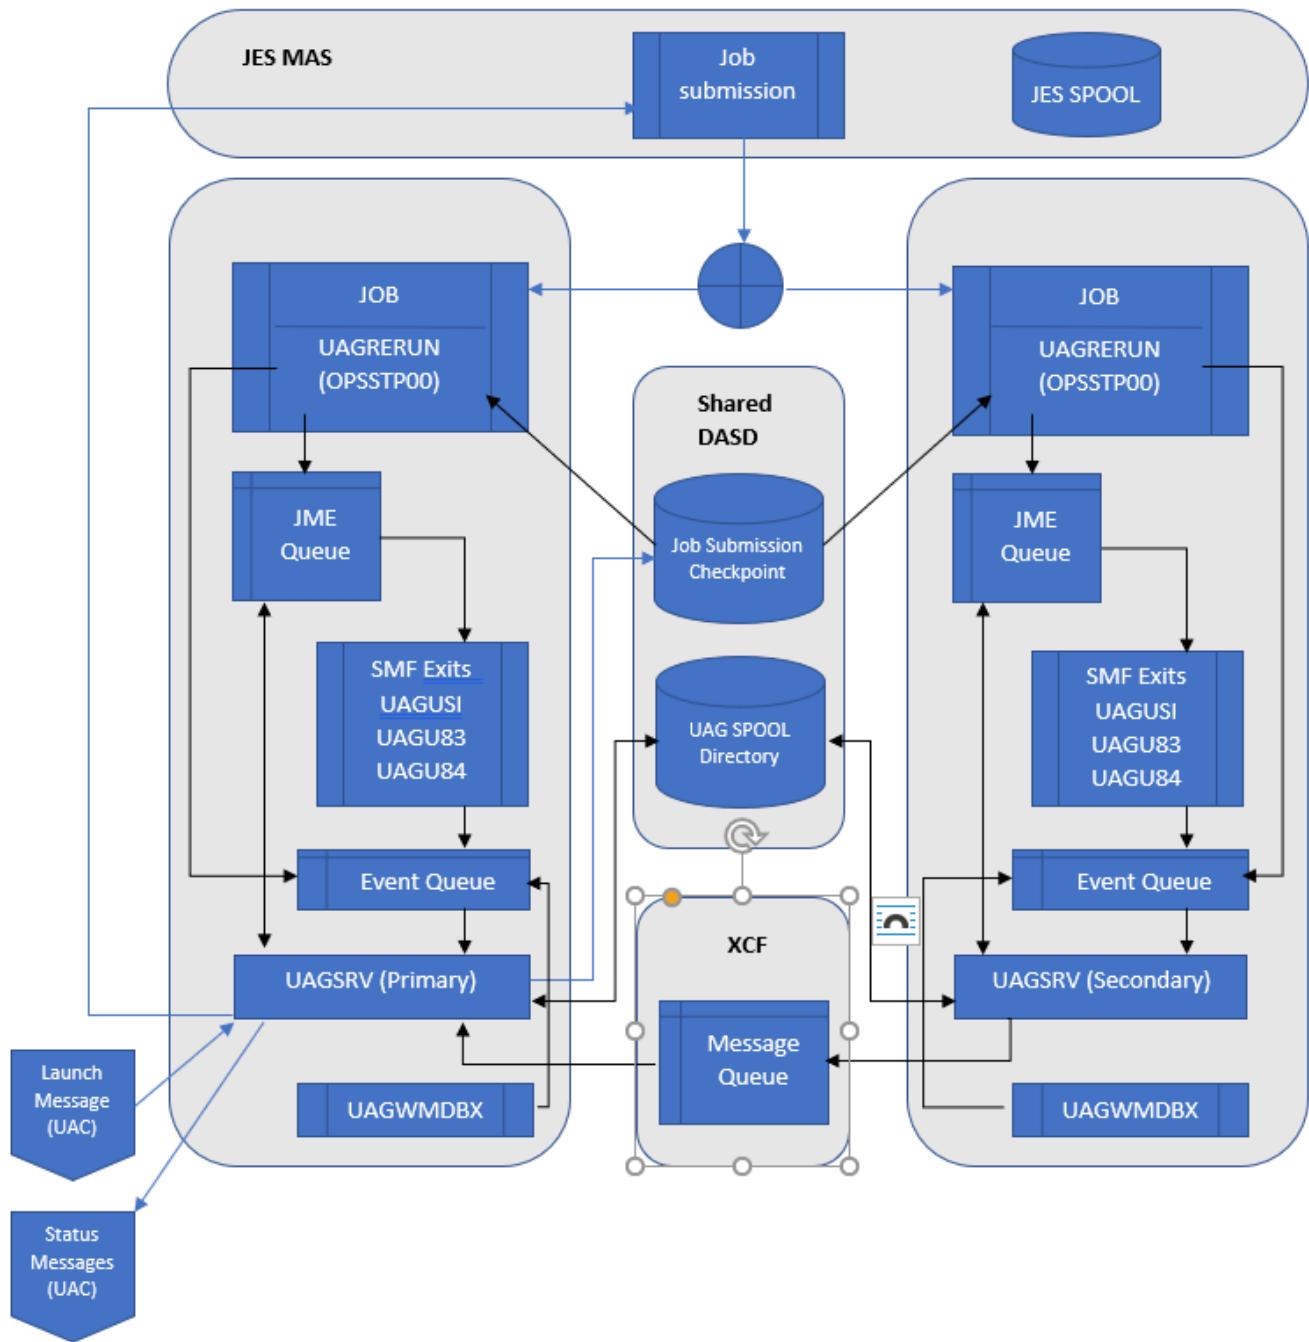 JES MAS
Job
submission
JES SPOOL
JOB
UAGRERUN
(OPSSTP00)
JME
Queue
SMF Exits
UAGUSI
UAGU83
UAGU84
Event Queue
UAGSRV (Primary)
UAGWMDBX
Launch
Message
(UAC)
Status
Messages
(UAC)
Shared
DASD
Job Submission
Checkpoint
UAG SPOOL
Directory
XCF
Message
Queue
JOB
UAGRERUN
(OPSSTP00)
JME
Queue
SMF Exits
UAGUSI
UAGU83
UAGU84
Event Queue
UAGSRV (Secondary)
UAGWMDBX